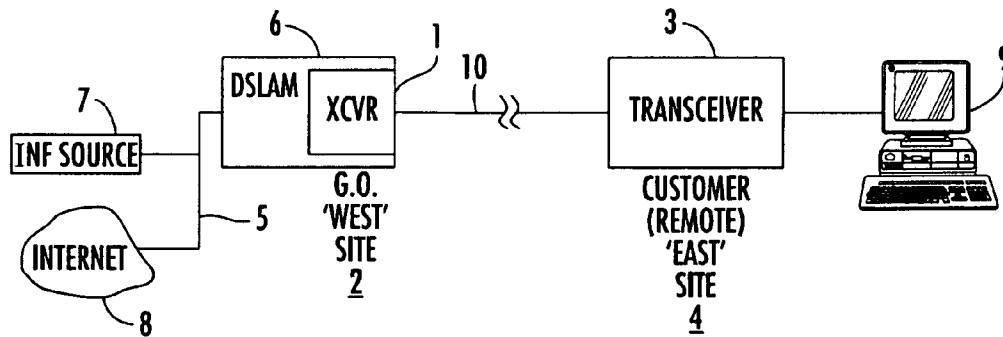 6
1
3
9
DSLAM
XCVR
10
TRANSCEIVER
7
INF SOURCE
5
INTERNET
8
G.O.
'WEST'
SITE
2
CUSTOMER
(REMOTE)
'EAST'
SITE
4